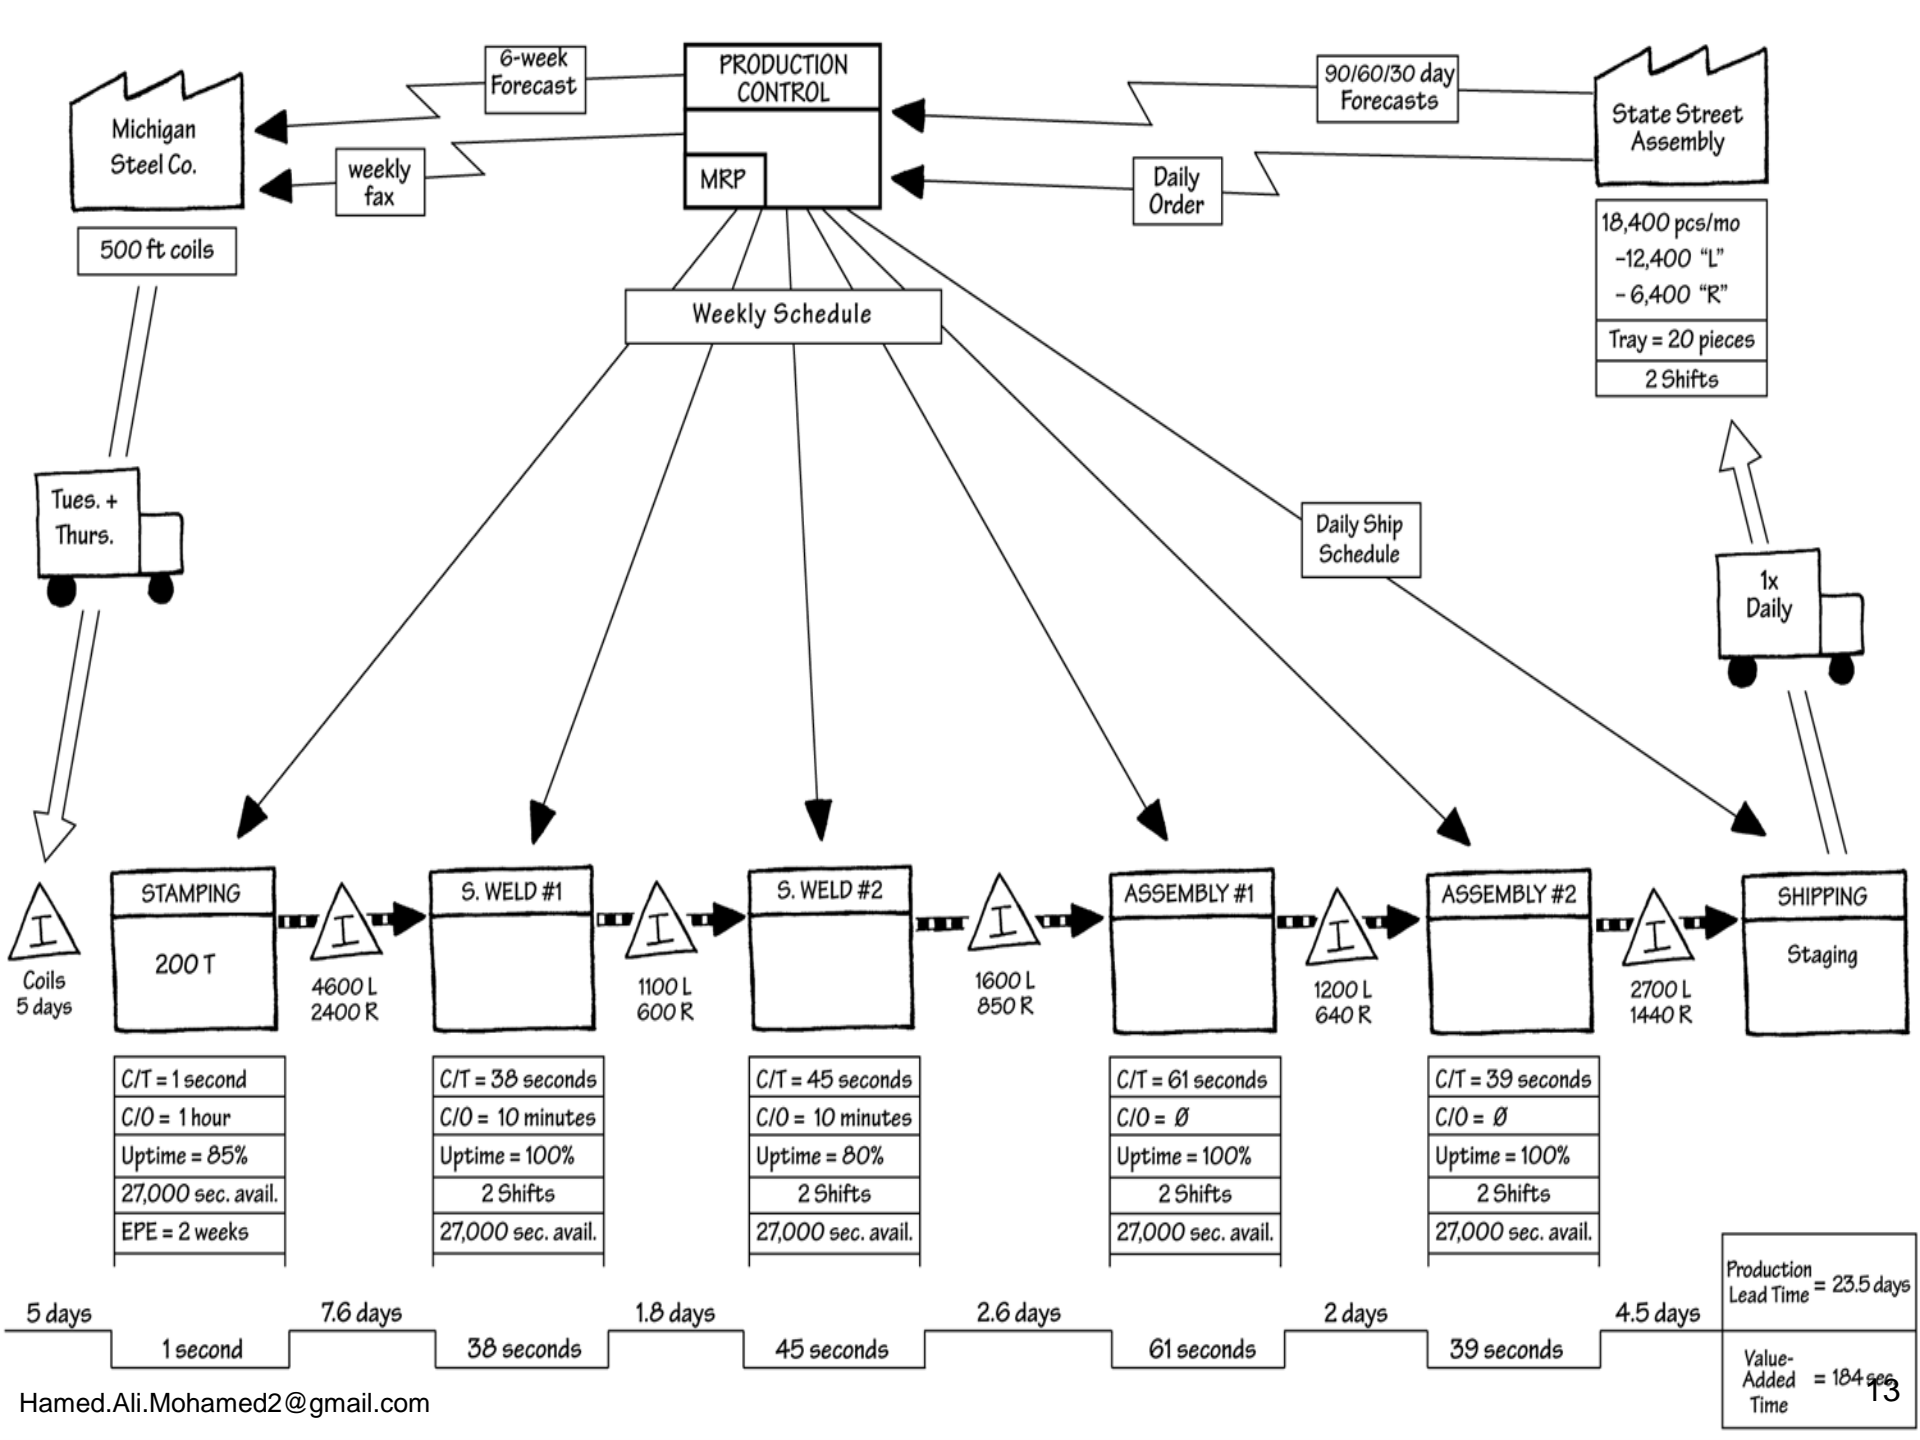 6-week
Forecast
PRODUCTION
CONTROL
90/60/30 day
Forecasts
Michigan
Steel Co.
State Street
Assembly
weekly
fax
MRP
Daily
Order
500 ft coils
18,400 pcs/mo
-12,400 “L”
- 6,400 “R”
Tray = 20 pieces
2 Shifts
Weekly Schedule
Tues. +
Thurs.
Daily Ship
Schedule
1x
Daily
STAMPING
200 T
S. WELD #1
S. WELD #2
ASSEMBLY #1
ASSEMBLY #2
SHIPPING
Staging
I
Coils
5 days
I
4600 L
2400 R
I
1100 L
600 R
I
1600 L
850 R
I
1200 L
640 R
I
2700 L
1440 R
C/T = 1 second
C/O = 1 hour
Uptime = 85%
27,000 sec. avail.
EPE = 2 weeks
C/T = 38 seconds
C/O = 10 minutes
Uptime = 100%
2 Shifts
27,000 sec. avail.
C/T = 45 seconds
C/O = 10 minutes
Uptime = 80%
2 Shifts
27,000 sec. avail.
C/T = 61 seconds
C/O = Ø
Uptime = 100%
2 Shifts
27,000 sec. avail.
C/T = 39 seconds
C/O = Ø
Uptime = 100%
2 Shifts
27,000 sec. avail.
5 days
1 second
7.6 days
38 seconds
1.8 days
45 seconds
2.6 days
61 seconds
2 days
39 seconds
4.5 days
Production
Lead Time = 23.5 days
Value-
Added = 184 sec.
Time
Hamed.Ali.Mohamed2@gmail.com
13